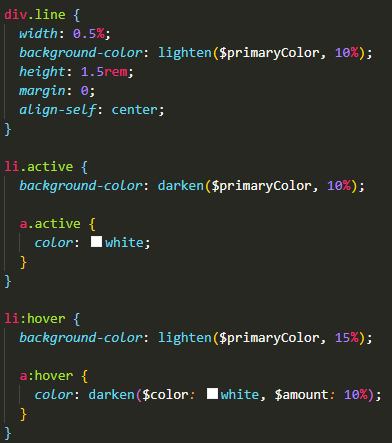 div.line {
  width: 0.5%;
  background-color: lighten($primaryColor, 10%);
  height: 1.5rem;
  margin: 0;
  align-self: center;
}

li.active {
  background-color: darken($primaryColor, 10%);

  a.active {
    color: white;
  }
}

li:hover {
  background-color: lighten($primaryColor, 15%);

  a:hover {
    color: darken($color: white, $amount: 10%);
  }
}